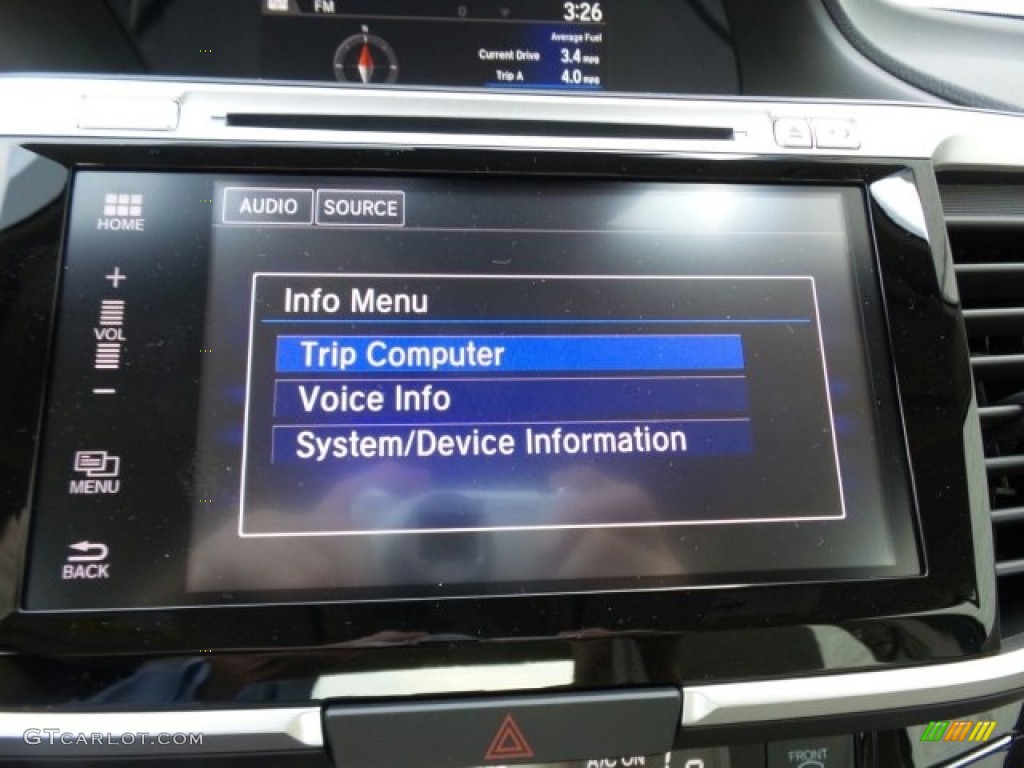 FM
3:26
N
Average Fuel
Current Drive 3.4 MPG
Trip A 4.0 MPG
HOME
AUDIO SOURCE
+
VOL
−
Info Menu
Trip Computer
Voice Info
System/Device Information
MENU
BACK
GTCARLOT.COM
A/C ON
FRONT